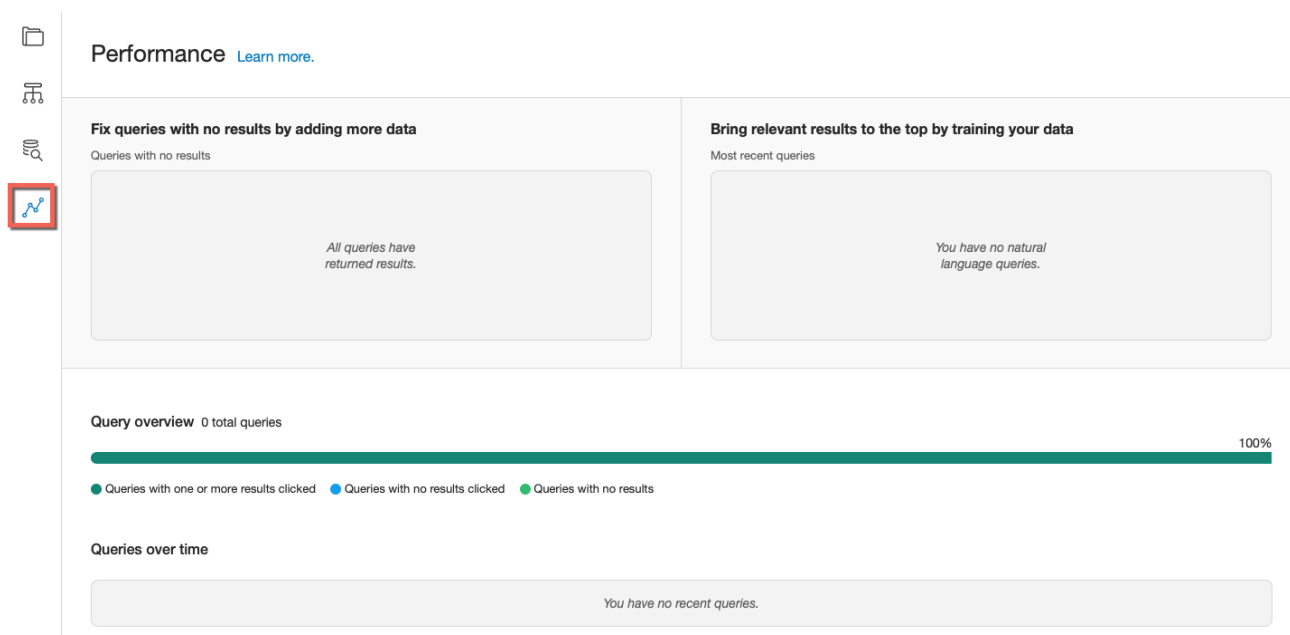 Performance Learn more.
Fix queries with no results by adding more data
Queries with no results
All queries have
returned results.
Bring relevant results to the top by training your data
Most recent queries
You have no natural
language queries.
Query overview 0 total queries
100%
Queries with one or more results clicked Queries with no results clicked Queries with no results
Queries over time
You have no recent queries.